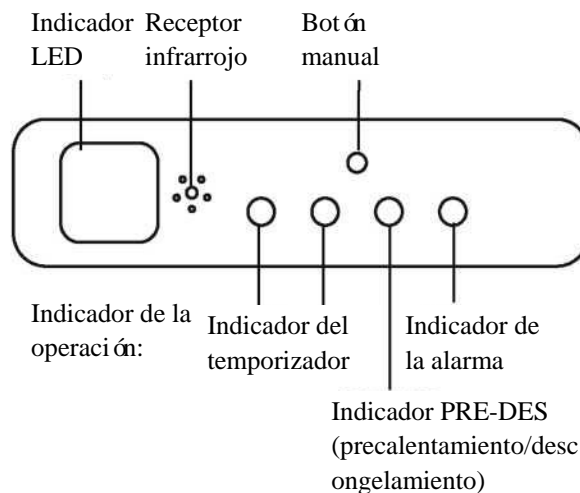 Indicador
LED
Receptor
infrarrojo
Botón
manual
Indicador de la
operación:
Indicador del
temporizador
Indicador de
la alarma
Indicador PRE-DES
(precalentamiento/desc
ongelamiento)